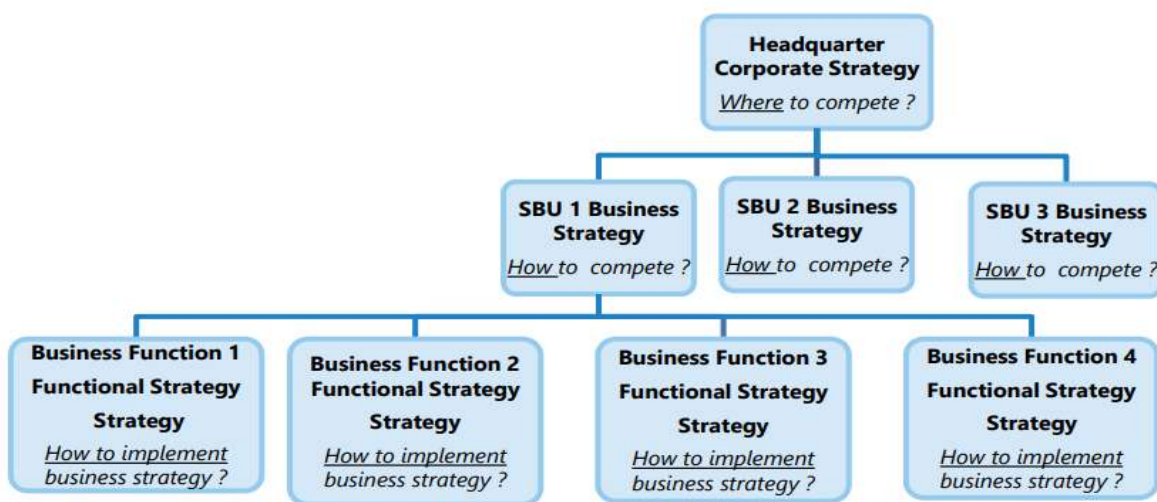 Headquarter
Corporate Strategy
Where to compete ?
SBU 1 Business
Strategy
How to compete ?
SBU 2 Business
Strategy
How to compete ?
SBU 3 Business
Strategy
How to compete ?
Business Function 1
Functional Strategy
Strategy
How to implement
business strategy ?
Business Function 2
Functional Strategy
Strategy
How to implement
business strategy ?
Business Function 3
Functional Strategy
Strategy
How to implement
business strategy ?
Business Function 4
Functional Strategy
Strategy
How to implement
business strategy ?